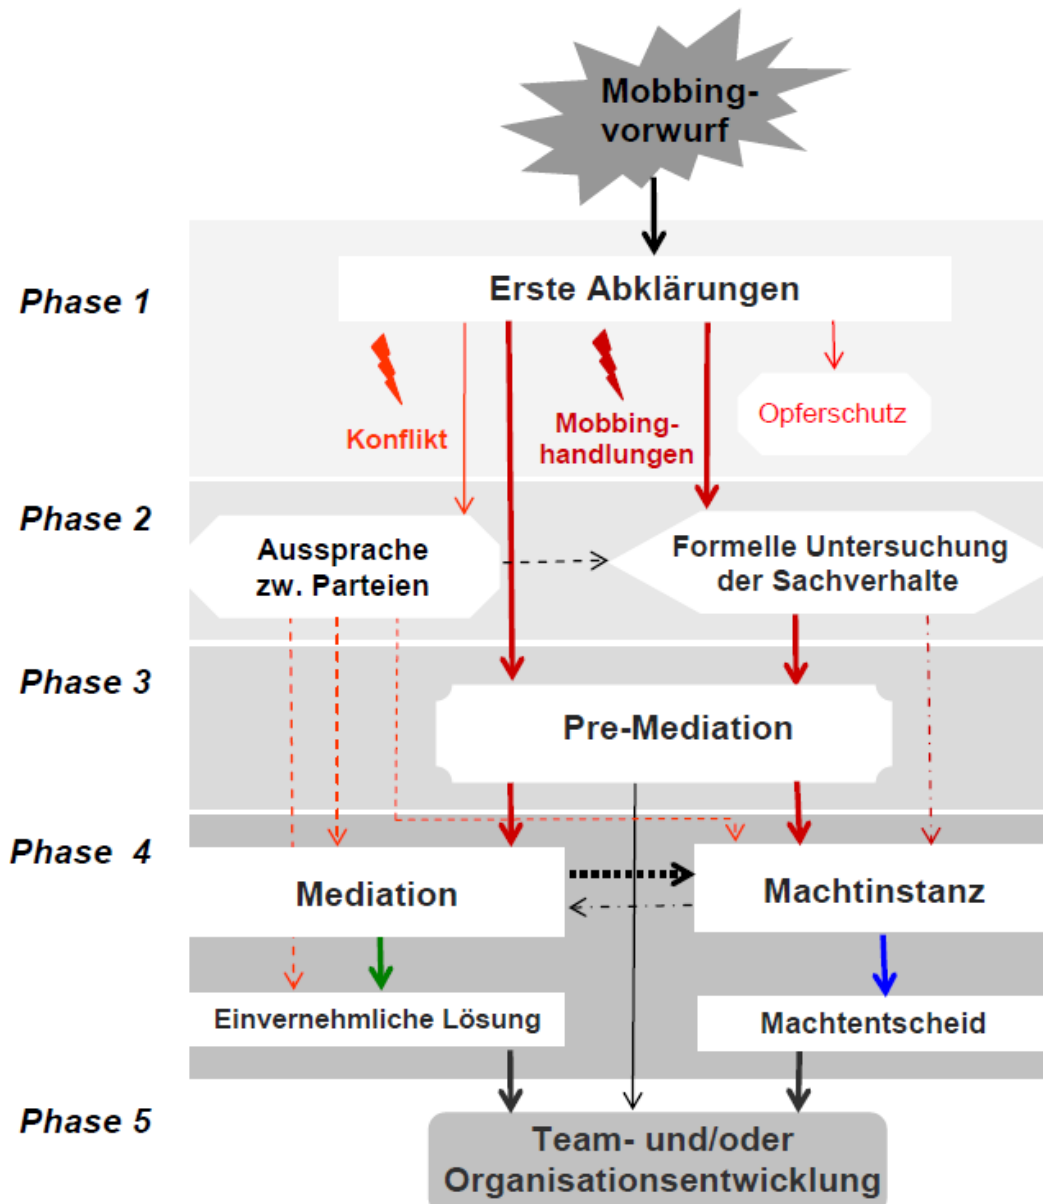 Mobbing-
vorwurf
Phase 1
Erste Abklärungen
Konflikt
Mobbing-
handlungen
Opferschutz
Phase 2
Aussprache
zw. Parteien
Formelle Untersuchung
der Sachverhalte
Phase 3
Pre-Mediation
Phase 4
Mediation
Machtinstanz
Einvernehmliche Lösung
Machtentscheid
Phase 5
Team- und/oder
Organisationsentwicklung